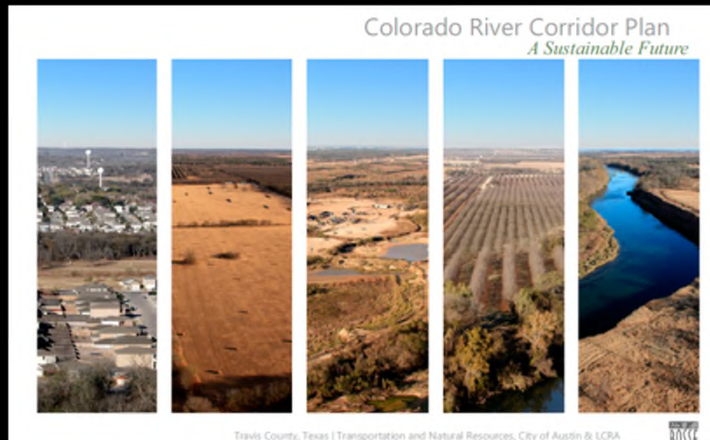 Colorado River Corridor Plan
A Sustainable Future
Travis County, Texas | Transportation and Natural Resources, City of Austin & LCRA